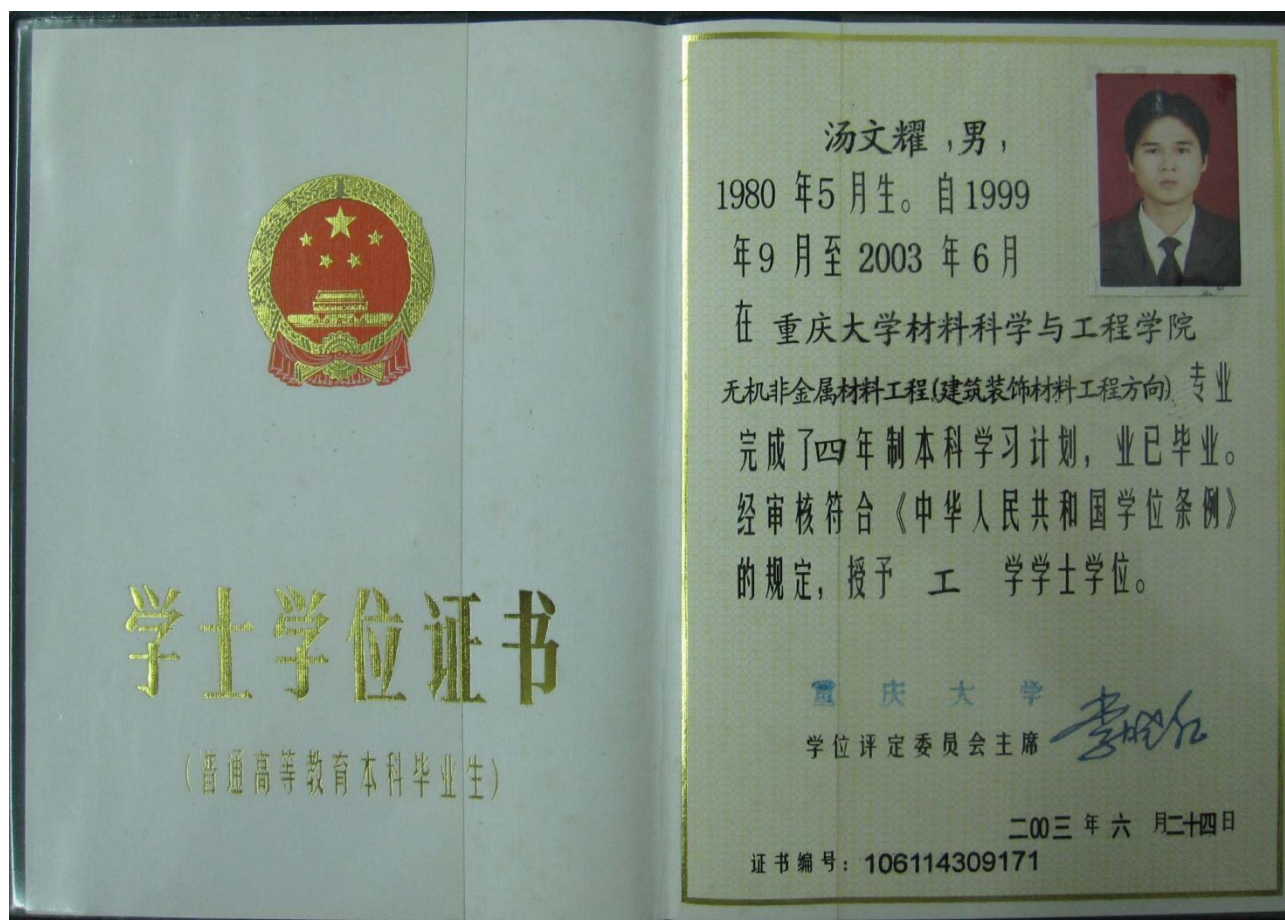 学士学位证书
(普通高等教育本科毕业生)
汤文耀,男,
1980 年5 月生。自1999
年9 月至 2003 年 6 月
在 重庆大学材料科学与工程学院
无机非金属材料工程(建筑装饰材料工程方向) 专业
完成了四年制本科学习计划,业已毕业。
经审核符合《中华人民共和国学位条例》
的规定,授予 工 学学士学位。
重庆大学
学位评定委员会主席 李晓红
二00三 年 六 月二十四日
证书编号:106114309171